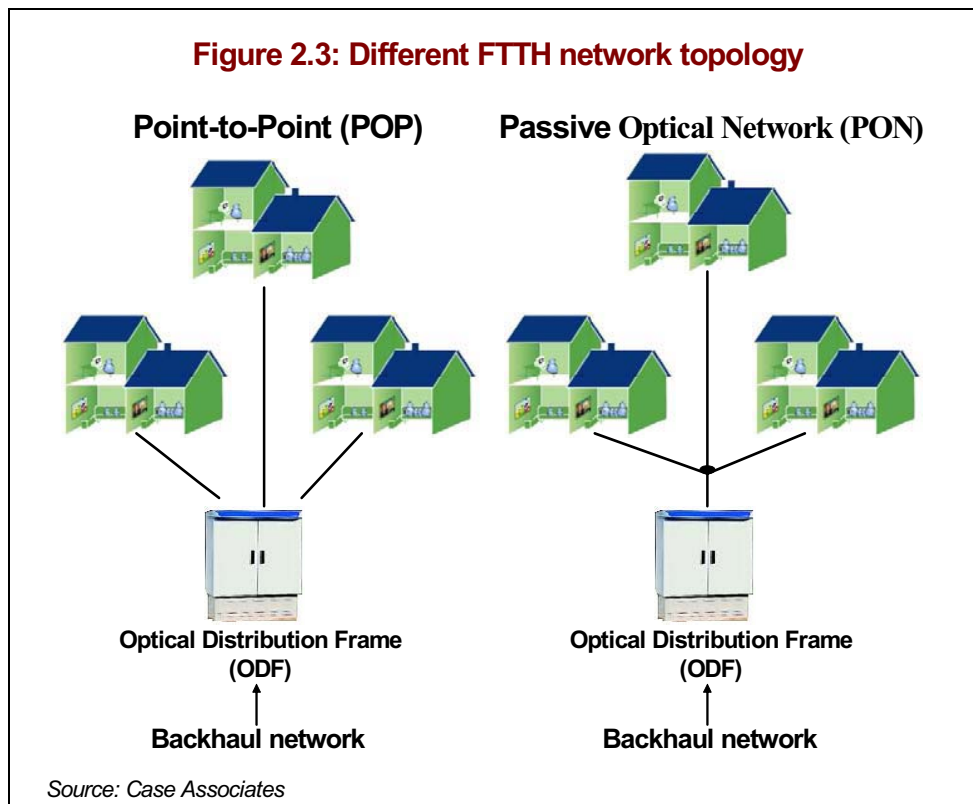 Figure 2.3: Different FTTH network topology
Point-to-Point (POP)
Passive Optical Network (PON)
Optical Distribution Frame
(ODF)
Backhaul network
Optical Distribution Frame
(ODF)
Backhaul network
Source: Case Associates